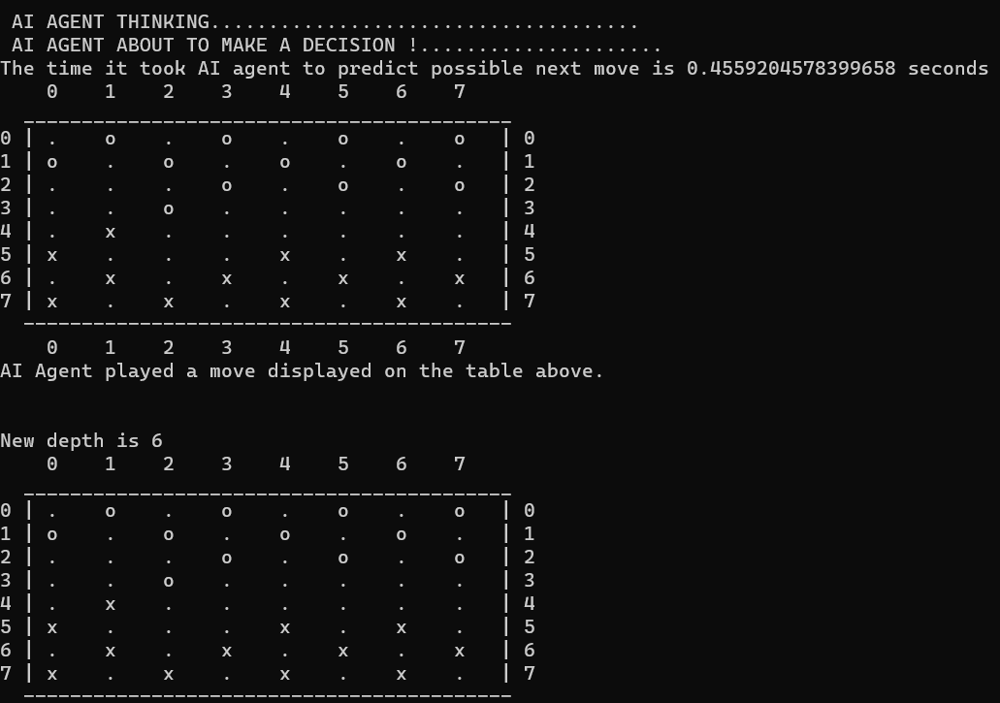 AI AGENT THINKING.....................................
AI AGENT ABOUT TO MAKE A DECISION !.....................
The time it took AI agent to predict possible next move is 0.4559204578399658 seconds
    0    1    2    3    4    5    6    7
  __________________________________________
0 | .    o    .    o    .    o    .    o   | 0
1 | o    .    o    .    o    .    o    .   | 1
2 | .    .    .    o    .    o    .    o   | 2
3 | .    .    o    .    .    .    .    .   | 3
4 | .    x    .    .    .    .    .    .   | 4
5 | x    .    .    .    x    .    x    .   | 5
6 | .    x    .    x    .    x    .    x   | 6
7 | x    .    x    .    x    .    x    .   | 7
  __________________________________________
    0    1    2    3    4    5    6    7
AI Agent played a move displayed on the table above.
New depth is 6
    0    1    2    3    4    5    6    7
  __________________________________________
0 | .    o    .    o    .    o    .    o   | 0
1 | o    .    o    .    o    .    o    .   | 1
2 | .    .    .    o    .    o    .    o   | 2
3 | .    .    o    .    .    .    .    .   | 3
4 | .    x    .    .    .    .    .    .   | 4
5 | x    .    .    .    x    .    x    .   | 5
6 | .    x    .    x    .    x    .    x   | 6
7 | x    .    x    .    x    .    x    .   | 7
  __________________________________________